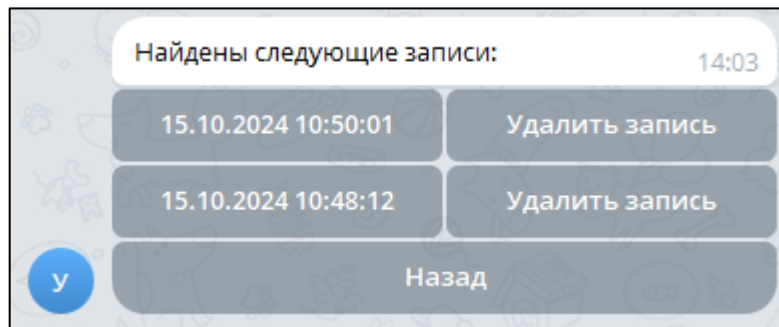 Найдены следующие записи:
14:03
15.10.2024 10:50:01 Удалить запись
15.10.2024 10:48:12 Удалить запись
У Назад